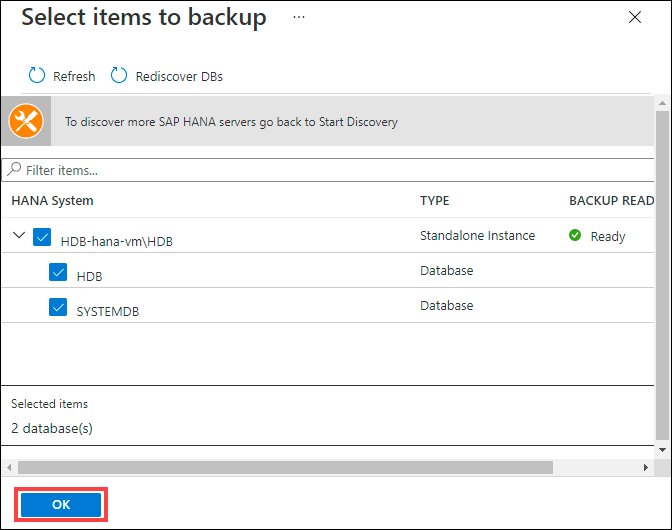 Select items to backup ...
Refresh Rediscover DBs
To discover more SAP HANA servers go back to Start Discovery
Filter items...
HANA System TYPE BACKUP READ
HDB-hana-vm\HDB Standalone Instance Ready
HDB Database
SYSTEMDB Database
Selected items
2 database(s)
OK